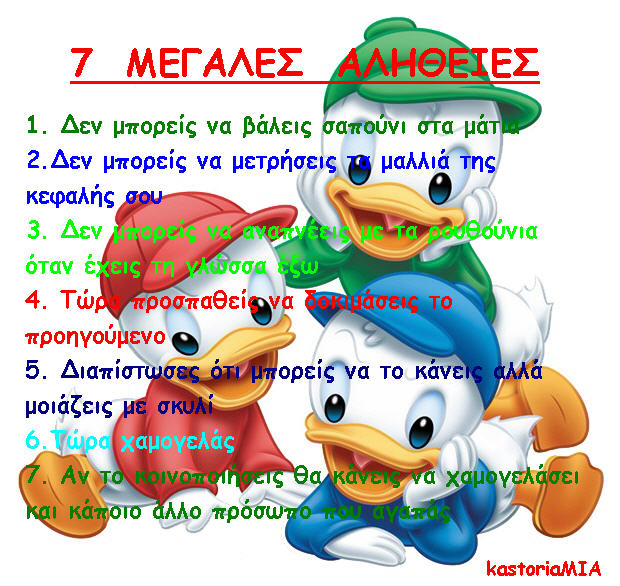 7 ΜΕΓΑΛΕΣ ΑΛΗΘΕΙΕΣ
1. Δεν μπορείς να βάλεις σαπούνι στα μάτια
2.Δεν μπορείς να μετρήσεις τα μαλλιά της
κεφαλής σου
3. Δεν μπορείς να αναπνέεις με τα ρουθούνια
όταν έχεις τη γλώσσα έξω
4. Τώρα προσπαθείς να δοκιμάσεις το
προηγούμενο
5. Διαπίστωσες ότι μπορείς να το κάνεις αλλά
μοιάζεις με σκυλί
6.Τώρα χαμογελάς
7. Αν το κοινοποιήσεις θα κάνεις να χαμογελάσει
και κάποιο άλλο πρόσωπο που αγαπάς
kastoriaMIA